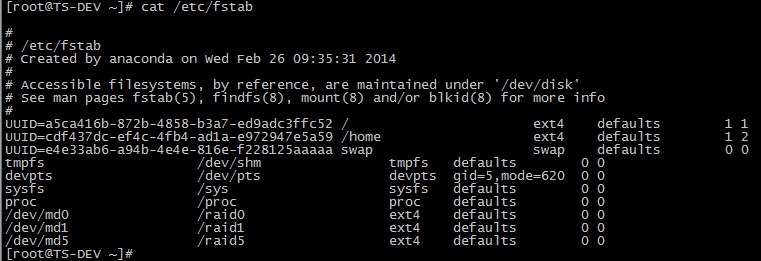 [root@TS-DEV ~]# cat /etc/fstab
#
# /etc/fstab
# Created by anaconda on Wed Feb 26 09:35:31 2014
#
# Accessible filesystems, by reference, are maintained under '/dev/disk'
# See man pages fstab(5), findfs(8), mount(8) and/or blkid(8) for more info
#
UUID=a5ca416b-872b-4858-b3a7-ed9adc3ffc52 / ext4 defaults 1 1
UUID=cdf437dc-ef4c-4fb4-ad1a-e972947e5a59 /home ext4 defaults 1 2
UUID=e4e33ab6-a94b-4e4e-816e-f228125aaaaa swap swap defaults 0 0
tmpfs /dev/shm tmpfs defaults 0 0
devpts /dev/pts devpts gid=5,mode=620 0 0
sysfs /sys sysfs defaults 0 0
proc /proc proc defaults 0 0
/dev/md0 /raid0 ext4 defaults 0 0
/dev/md1 /raid1 ext4 defaults 0 0
/dev/md5 /raid5 ext4 defaults 0 0
[root@TS-DEV ~]#